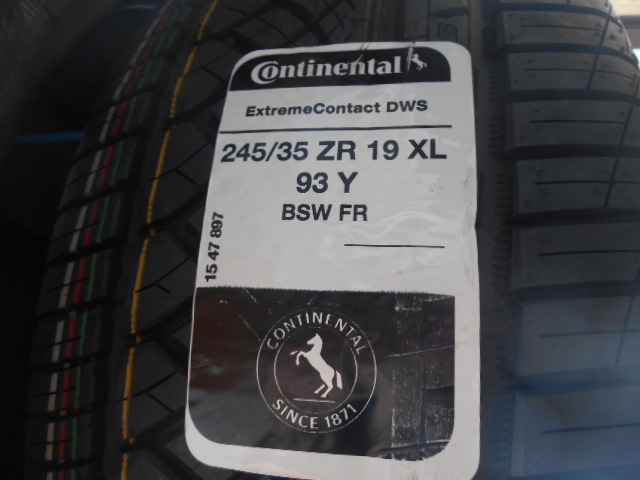 Continental
ExtremeContact DWS
245/35 ZR 19 XL
93 Y
BSW FR
15 47 897
CONTINENTAL
SINCE 1871